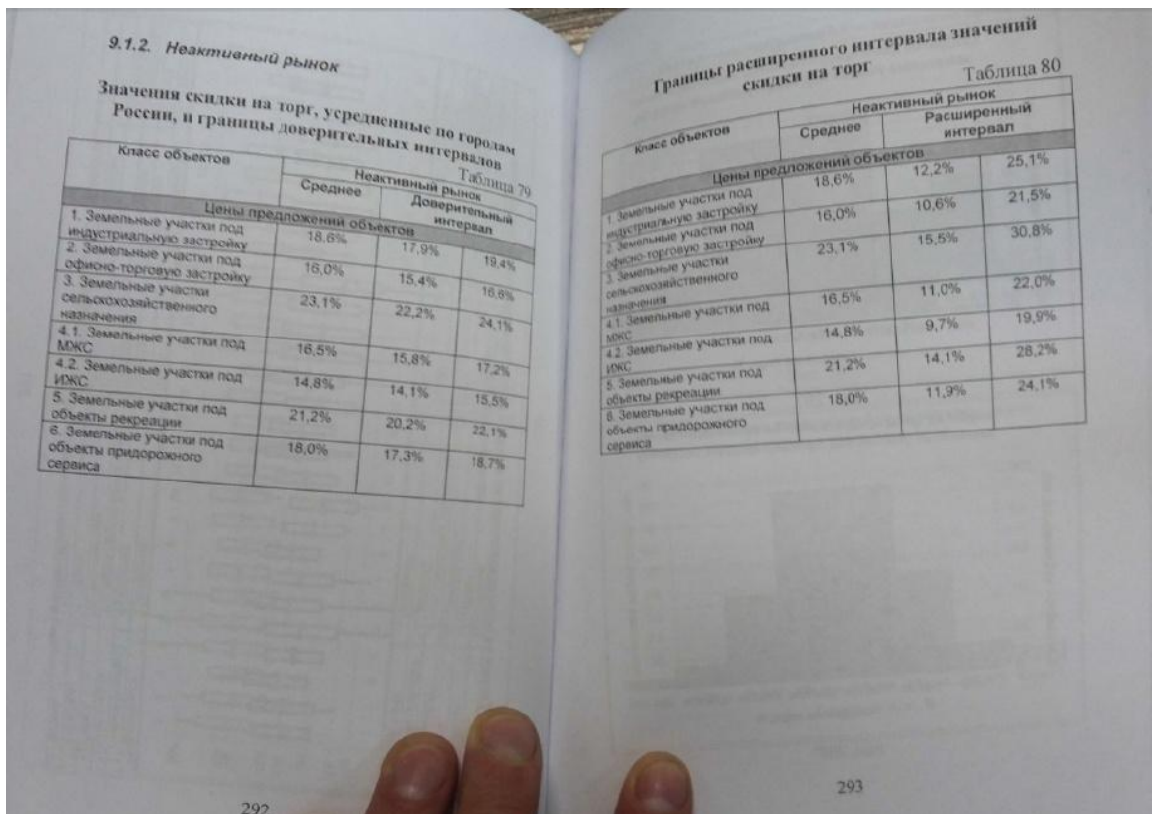 9.1.2. Неактивный рынок
Значения скидки на торг, усредненные по городам
России, и границы доверительных интервалов
Таблица 79
Класс объектов
Неактивный рынок
Среднее
Доверительный
интервал
Цены предложений объектов
1. Земельные участки под
индустриальную застройку
18,6%
17,9%
19,4%
2. Земельные участки под
офисно-торговую застройку
16,0%
15,4%
16,6%
3. Земельные участки
сельскохозяйственного
назначения
23,1%
22,2%
24,1%
4.1. Земельные участки под
МЖС
16,5%
15,8%
17,2%
4.2. Земельные участки под
ИЖС
14,8%
14,1%
15,5%
5. Земельные участки под
объекты рекреации
21,2%
20,2%
22,1%
6. Земельные участки под
объекты придорожного
сервиса
18,0%
17,3%
18,7%
292
Границы расширенного интервала значений
скидки на торг
Таблица 80
Класс объектов
Неактивный рынок
Среднее
Расширенный
интервал
Цены предложений объектов
1. Земельные участки под
индустриальную застройку
18,6%
12,2%
25,1%
2. Земельные участки под
офисно-торговую застройку
16,0%
10,6%
21,5%
3. Земельные участки
сельскохозяйственного
назначения
23,1%
15,5%
30,8%
4.1. Земельные участки под
МЖС
16,5%
11,0%
22,0%
4.2. Земельные участки под
ИЖС
14,8%
9,7%
19,9%
5. Земельные участки под
объекты рекреации
21,2%
14,1%
28,2%
6. Земельные участки под
объекты придорожного
сервиса
18,0%
11,9%
24,1%
293